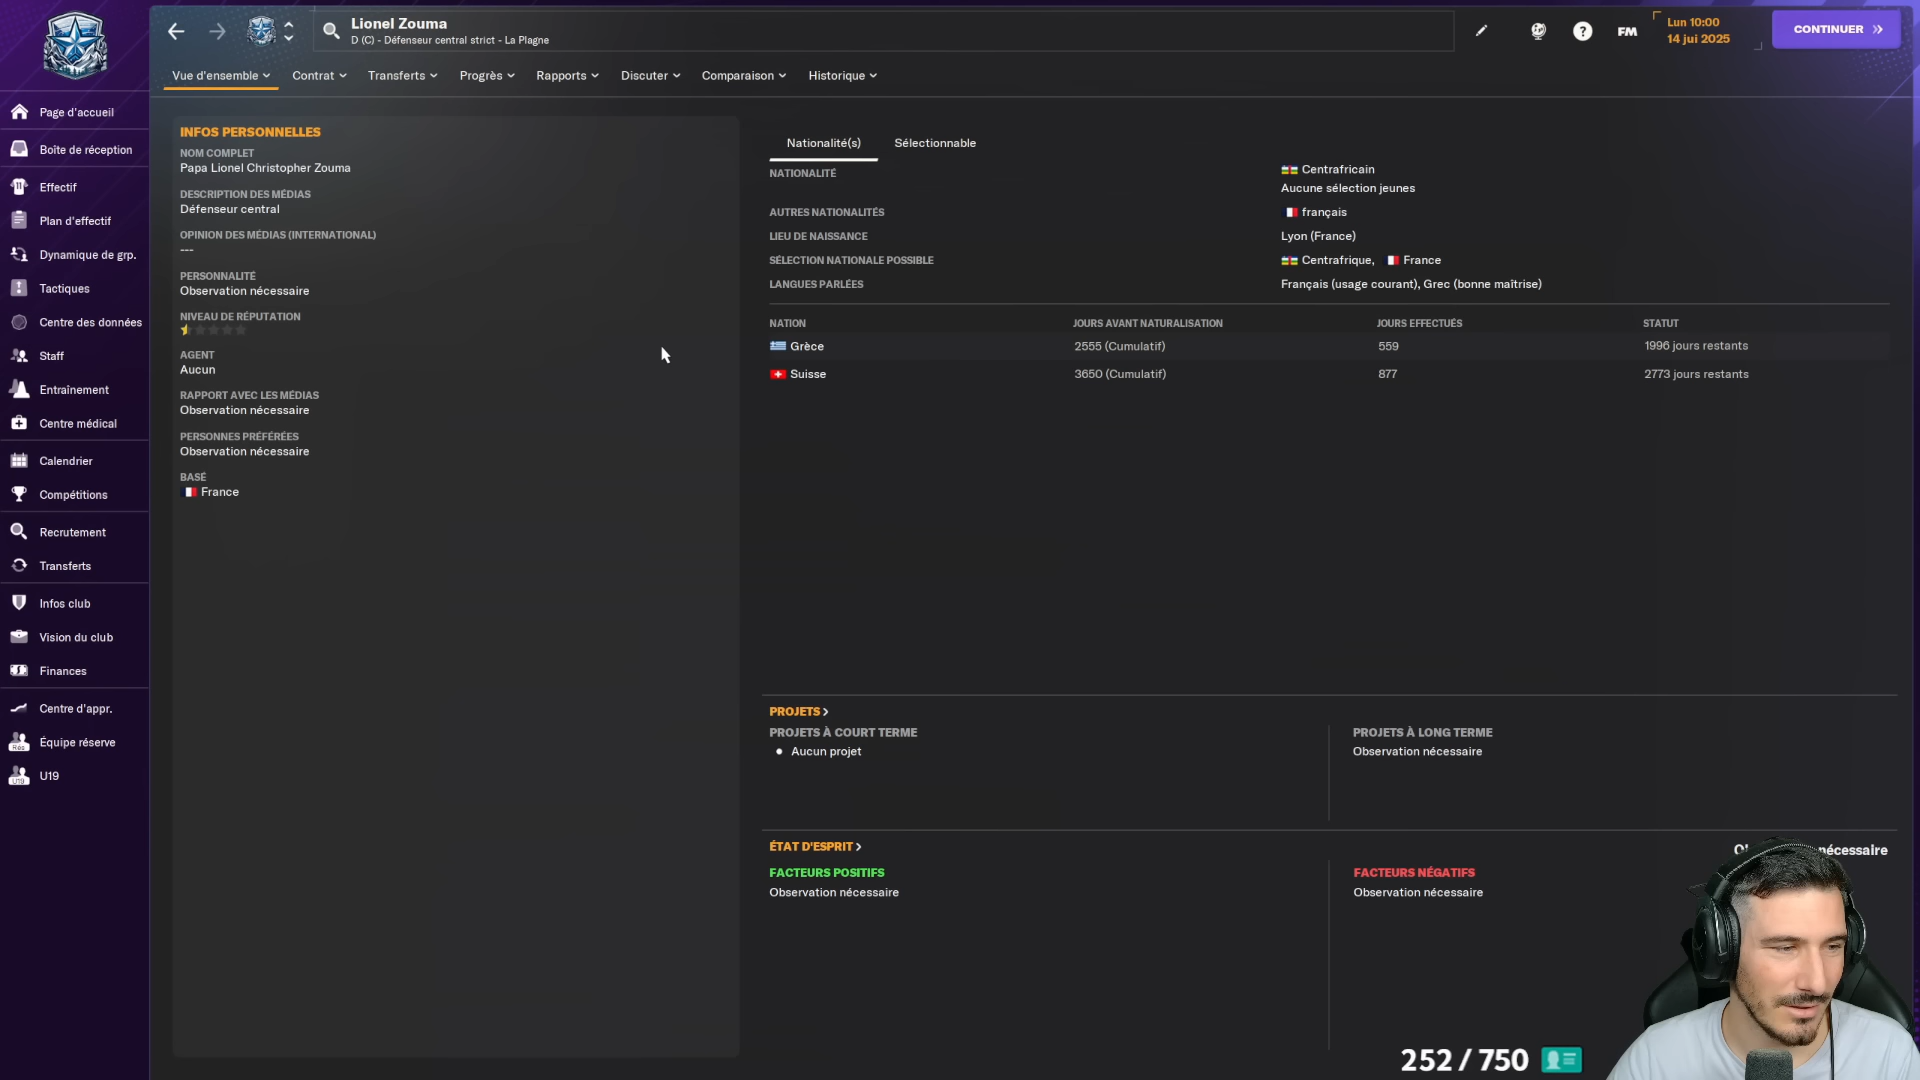 Lionel Zouma
D (C) - Défenseur central strict - La Plagne
FM
Lun 10:00
14 jui 2025
CONTINUER
Vue d'ensemble
Contrat
Transferts
Progrès
Rapports
Discuter
Comparaison
Historique
Page d'accueil
Boîte de réception
Effectif
Plan d'effectif
Dynamique de grp.
Tactiques
Centre des données
Staff
Entraînement
Centre médical
Calendrier
Compétitions
Recrutement
Transferts
Infos club
Vision du club
Finances
Centre d'appr.
Équipe réserve
U19
INFOS PERSONNELLES
NOM COMPLET
Papa Lionel Christopher Zouma
DESCRIPTION DES MÉDIAS
Défenseur central
OPINION DES MÉDIAS (INTERNATIONAL)
---
PERSONNALITÉ
Observation nécessaire
NIVEAU DE RÉPUTATION
AGENT
Aucun
RAPPORT AVEC LES MÉDIAS
Observation nécessaire
PERSONNES PRÉFÉRÉES
Observation nécessaire
BASÉ
France
Nationalité(s) Sélectionnable
NATIONALITÉ Centrafricain
Aucune sélection jeunes
AUTRES NATIONALITÉS français
LIEU DE NAISSANCE Lyon (France)
SÉLECTION NATIONALE POSSIBLE Centrafrique, France
LANGUES PARLÉES Français (usage courant), Grec (bonne maîtrise)
NATION JOURS AVANT NATURALISATION JOURS EFFECTUÉS STATUT
Grèce 2555 (Cumulatif) 559 1996 jours restants
Suisse 3650 (Cumulatif) 877 2773 jours restants
PROJETS >
PROJETS À COURT TERME
• Aucun projet
PROJETS À LONG TERME
Observation nécessaire
ÉTAT D'ESPRIT >
nécessaire
FACTEURS POSITIFS
Observation nécessaire
FACTEURS NÉGATIFS
Observation nécessaire
252 / 750